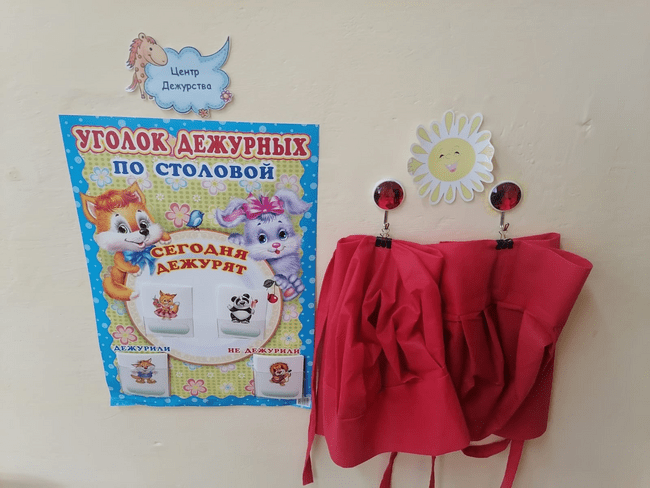 Центр
Дежурства
УГОЛОК ДЕЖУРНЫХ
ПО СТОЛОВОЙ
СЕГОДНЯ
ДЕЖУРЯТ
ДЕЖУРИЛИ
НЕ ДЕЖУРИЛИ